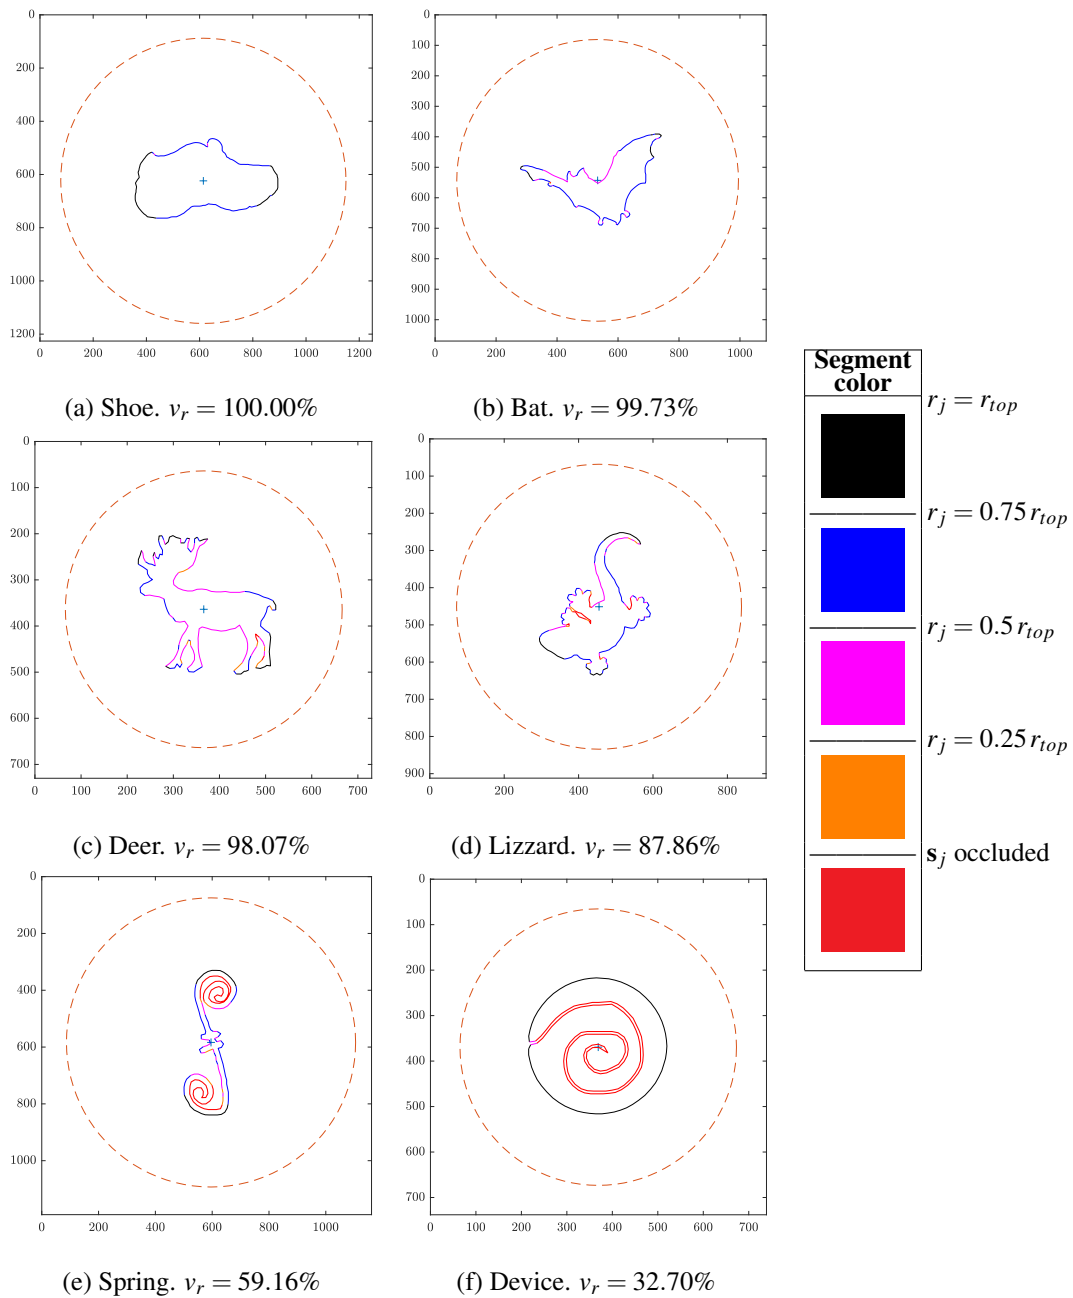 0
100
200
300
400
500
600
700
800
900
1000
0 200 400 600 800 1000
0
200
400
600
800
1000
1200
0 200 400 600 800 1000 1200
(a) Shoe. v_r = 100.00%
(b) Bat. v_r = 99.73%
0
100
200
300
400
500
600
700
0 100 200 300 400 500 600 700
0
100
200
300
400
500
600
700
800
900
0 200 400 600 800
(c) Deer. v_r = 98.07%
(d) Lizzard. v_r = 87.86%
0
200
400
600
800
1000
0 200 400 600 800 1000
0
100
200
300
400
500
600
700
0 100 200 300 400 500 600 700
(e) Spring. v_r = 59.16%
(f) Device. v_r = 32.70%
Segment
color
r_j = r_top
r_j = 0.75 r_top
r_j = 0.5 r_top
r_j = 0.25 r_top
s_j occluded